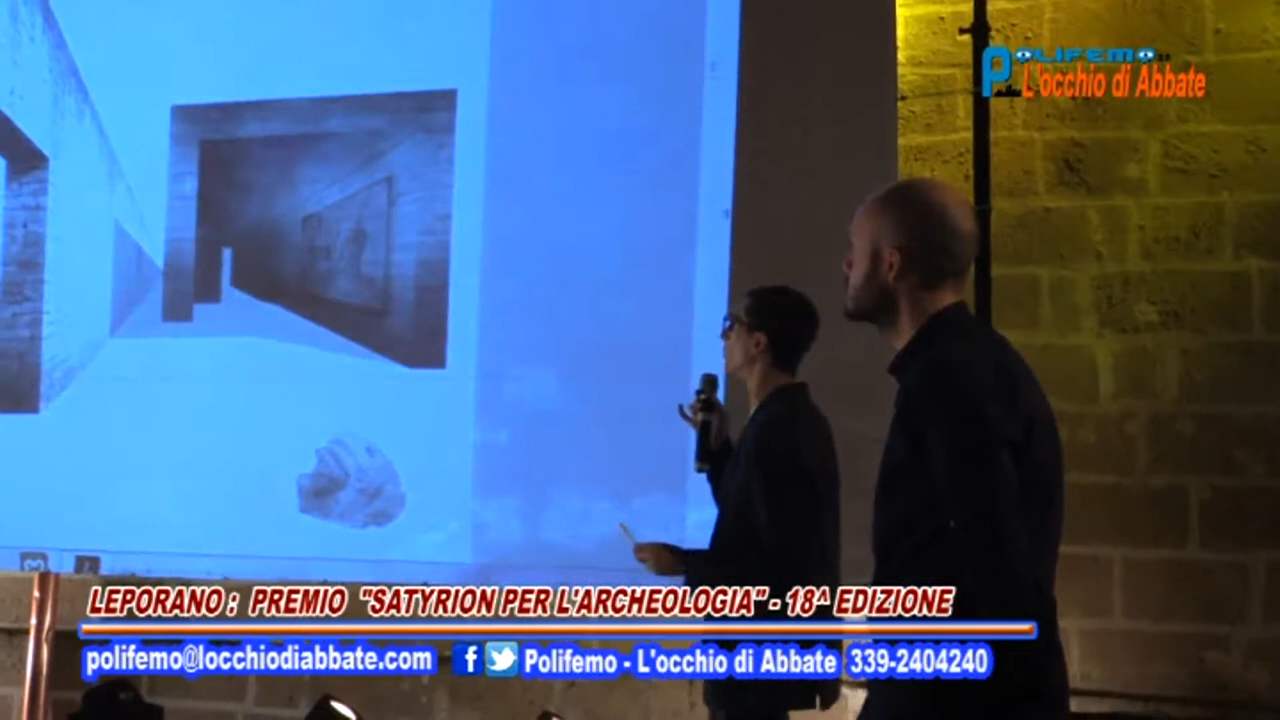 POLIFEMO
L'occhio di Abbate
LEPORANO : PREMIO "SATYRION PER L'ARCHEOLOGIA" - 18^ EDIZIONE
polifemo@locchiodiabbate.com f Polifemo - L'occhio di Abbate 339-2404240